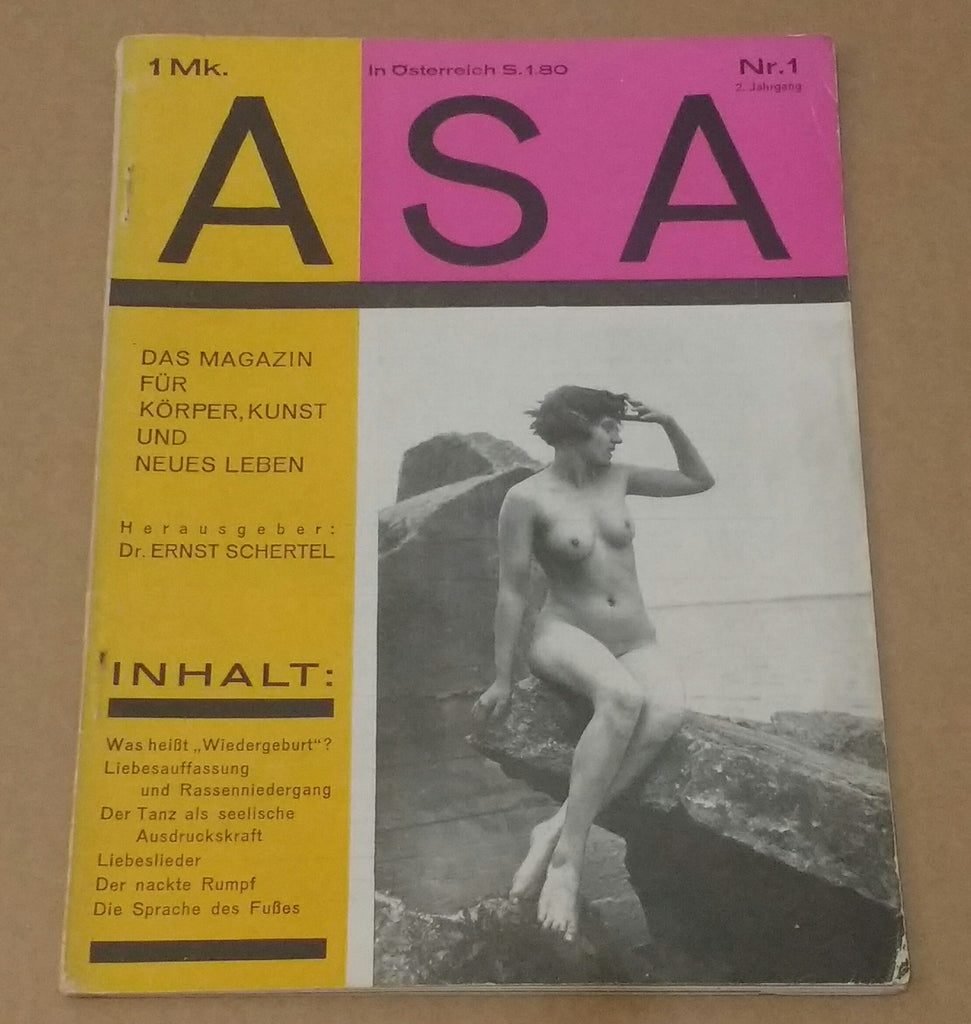 1 Mk.
In Österreich S.1.80
Nr.1
2. Jahrgang
ASA
DAS MAGAZIN
FÜR
KÖRPER, KUNST
UND
NEUES LEBEN
Herausgeber:
Dr. ERNST SCHERTEL
INHALT:
Was heißt „Wiedergeburt“?
Liebesauffassung
und Rassenniedergang
Der Tanz als seelische
Ausdruckskraft
Liebeslieder
Der nackte Rumpf
Die Sprache des Fußes